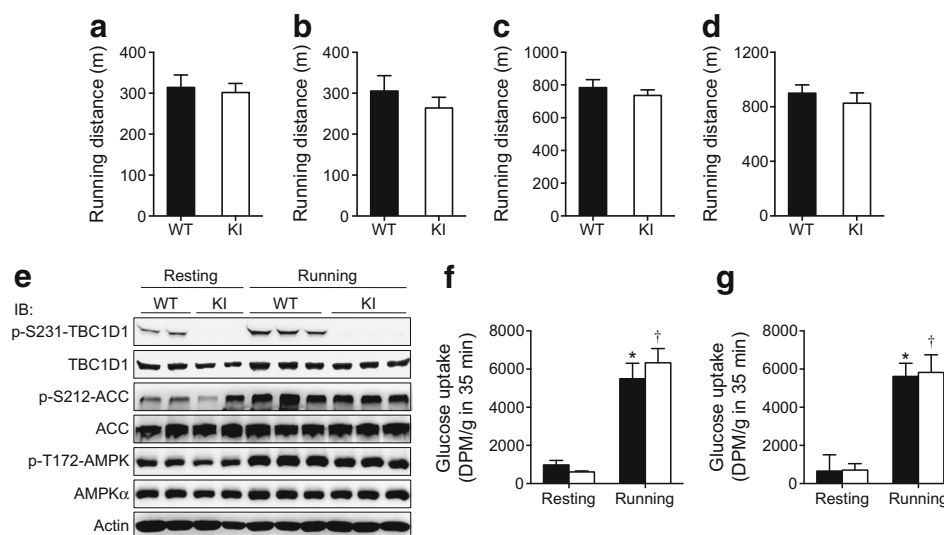 a
Running distance (m)
400
300
200
100
0
WT KI
b
Running distance (m)
400
300
200
100
0
WT KI
c
Running distance (m)
1000
800
600
400
200
0
WT KI
d
Running distance (m)
1200
800
400
0
WT KI
e
Resting Running
IB: WT KI WT KI
p-S231-TBC1D1
TBC1D1
p-S212-ACC
ACC
p-T172-AMPK
AMPKα
Actin
f
Glucose uptake
(DPM/g in 35 min)
8000
6000
4000
2000
0
* †
Resting Running
g
Glucose uptake
(DPM/g in 35 min)
8000
6000
4000
2000
0
* †
Resting Running